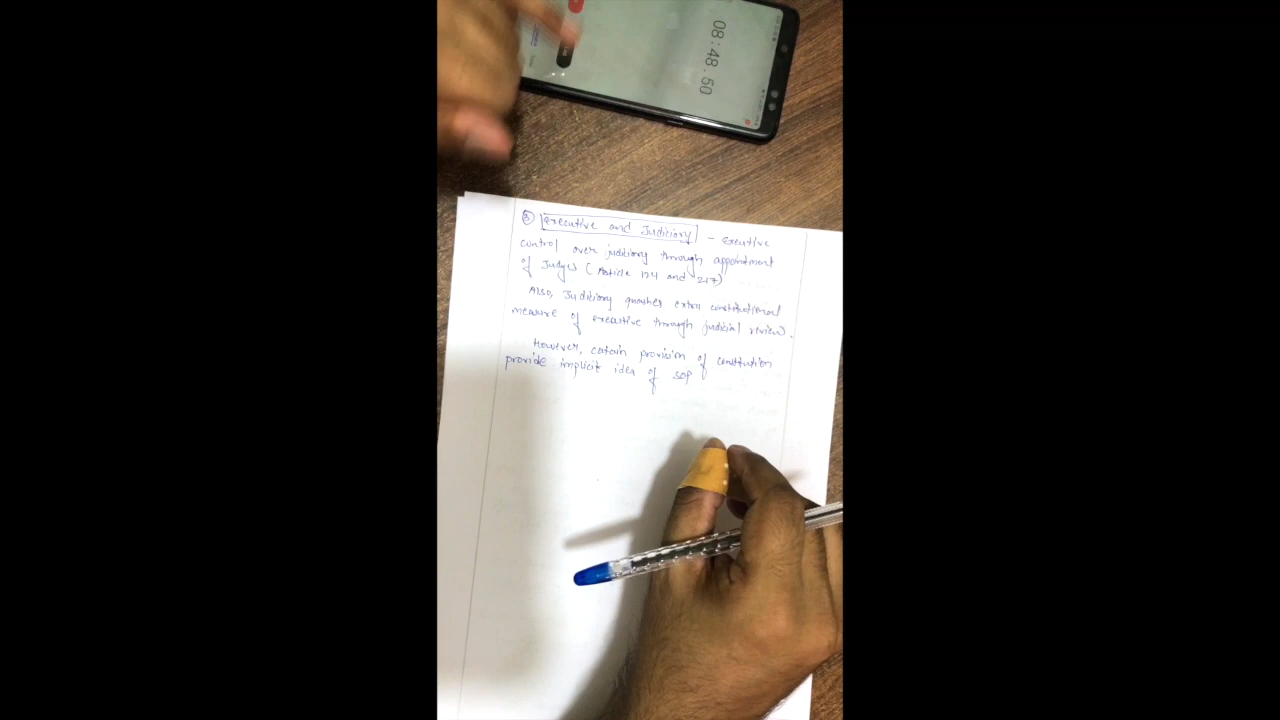 08:48.50
3 Executive and Judiciary - Executive
control over judiciary through appointment
of Judges (Article 124 and 217)
Also, Judiciary quashes extra constitutional
measure of executive through judicial review.
However, certain provision of constitution
provide implicit idea of SOP